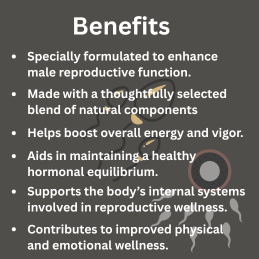 Benefits
• Specially formulated to enhance
male reproductive function.
• Made with a thoughtfully selected
blend of natural components
• Helps boost overall energy and vigor.
• Aids in maintaining a healthy
hormonal equilibrium.
• Supports the body's internal systems
involved in reproductive wellness.
• Contributes to improved physical
and emotional wellness.